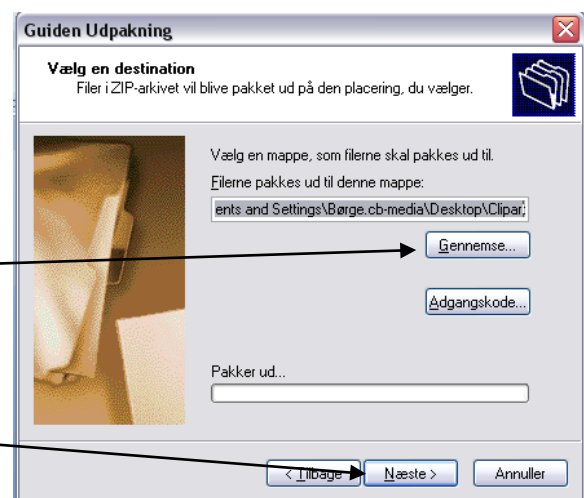 Guiden Udpakning
Vælg en destination
Filer i ZIP-arkivet vil blive pakket ud på den placering, du vælger.
Vælg en mappe, som filerne skal pakkes ud til.
Filerne pakkes ud til denne mappe:
ents and Settings\Børge.cb-media\Desktop\Clipar;
Gennemse...
Adgangskode...
Pakker ud...
< Tilbage Næste > Annuller